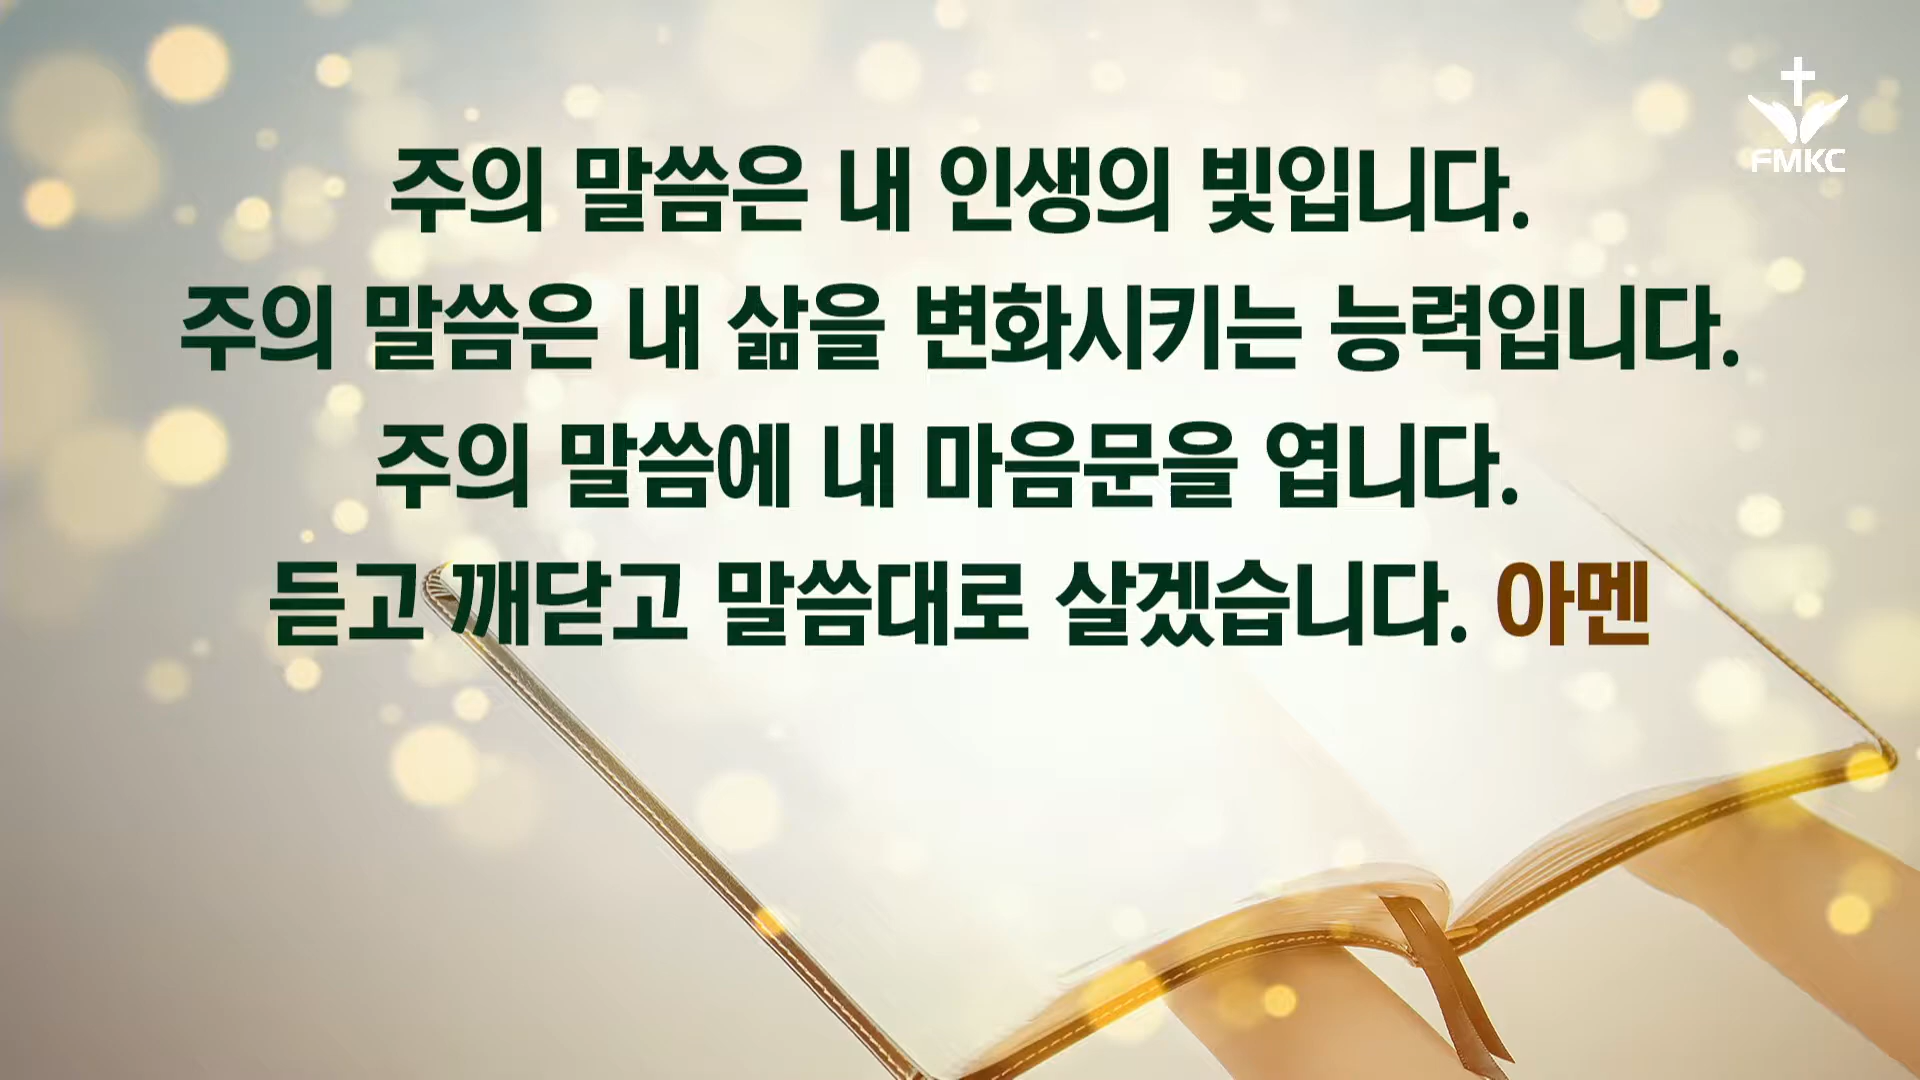 FMKC
주의 말씀은 내 인생의 빛입니다.
주의 말씀은 내 삶을 변화시키는 능력입니다.
주의 말씀에 내 마음문을 엽니다.
듣고 깨닫고 말씀대로 살겠습니다. 아멘